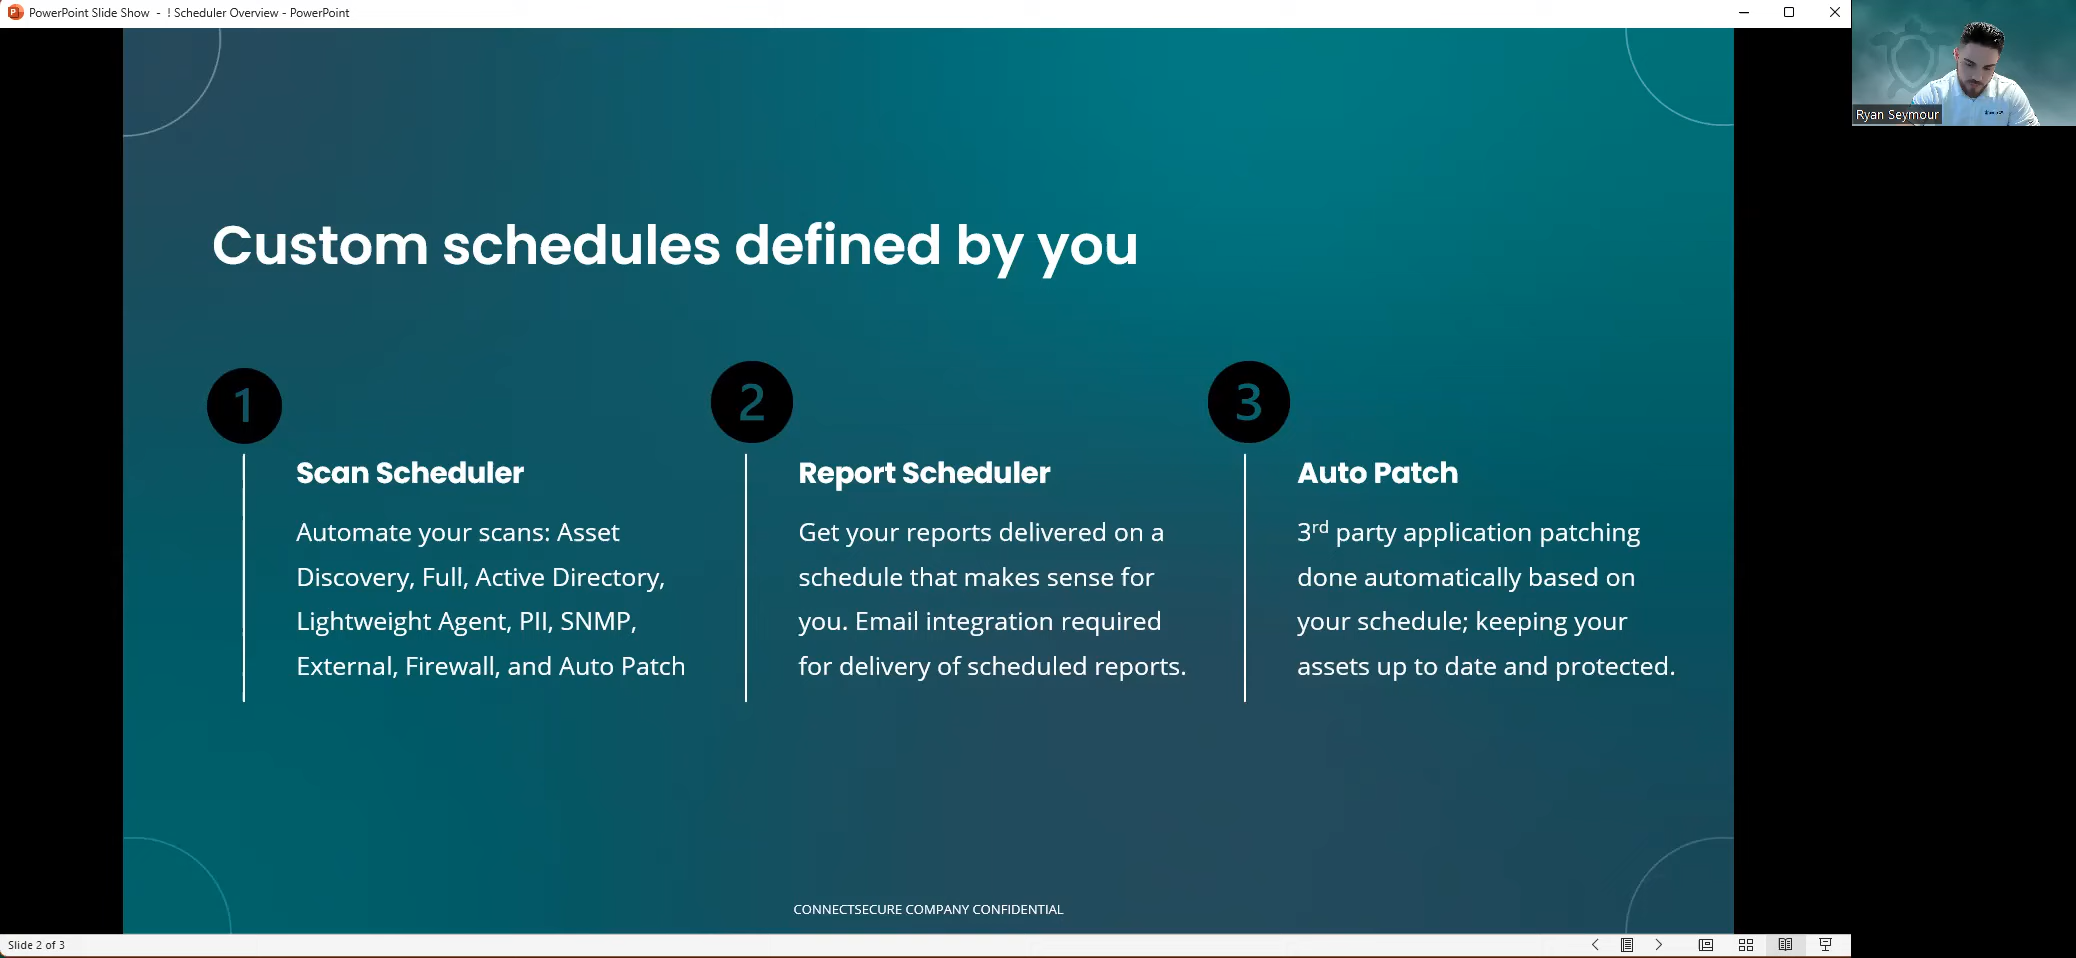 PowerPoint Slide Show - ! Scheduler Overview - PowerPoint
Ryan Seymour
Custom schedules defined by you
1
Scan Scheduler
Automate your scans: Asset
Discovery, Full, Active Directory,
Lightweight Agent, PII, SNMP,
External, Firewall, and Auto Patch
2
Report Scheduler
Get your reports delivered on a
schedule that makes sense for
you. Email integration required
for delivery of scheduled reports.
3
Auto Patch
3rd party application patching
done automatically based on
your schedule; keeping your
assets up to date and protected.
CONNECTSECURE COMPANY CONFIDENTIAL
Slide 2 of 3